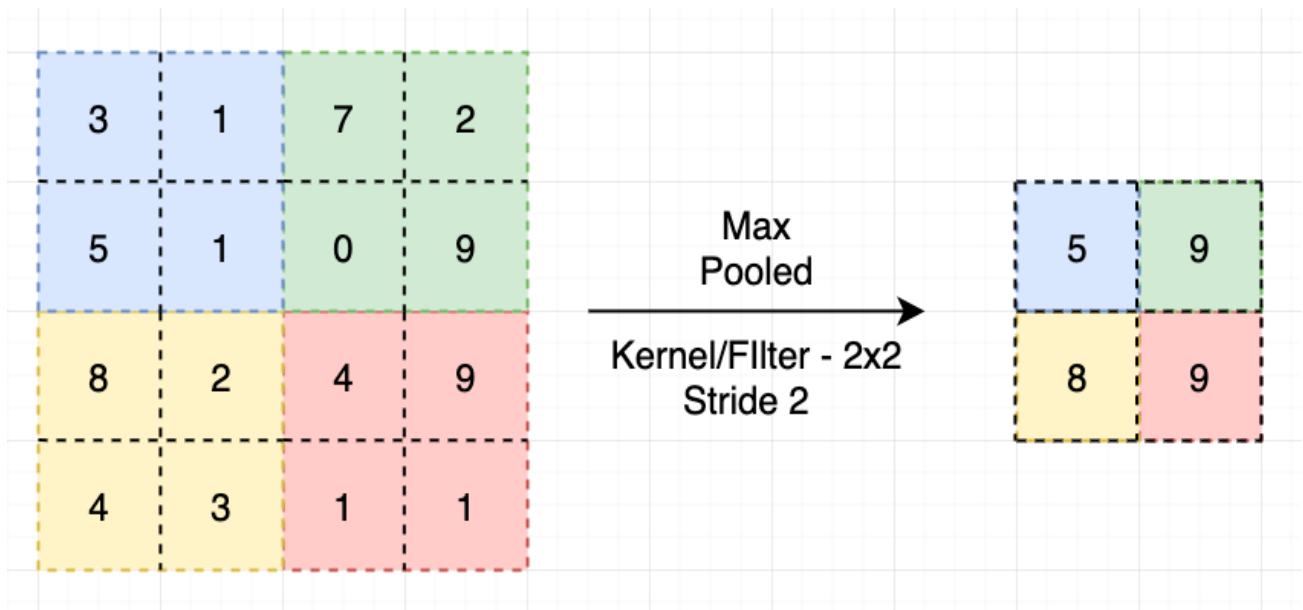 3 1 7 2
5 1 0 9
8 2 4 9
4 3 1 1
Max
Pooled
Kernel/FIlter - 2x2
Stride 2
5 9
8 9